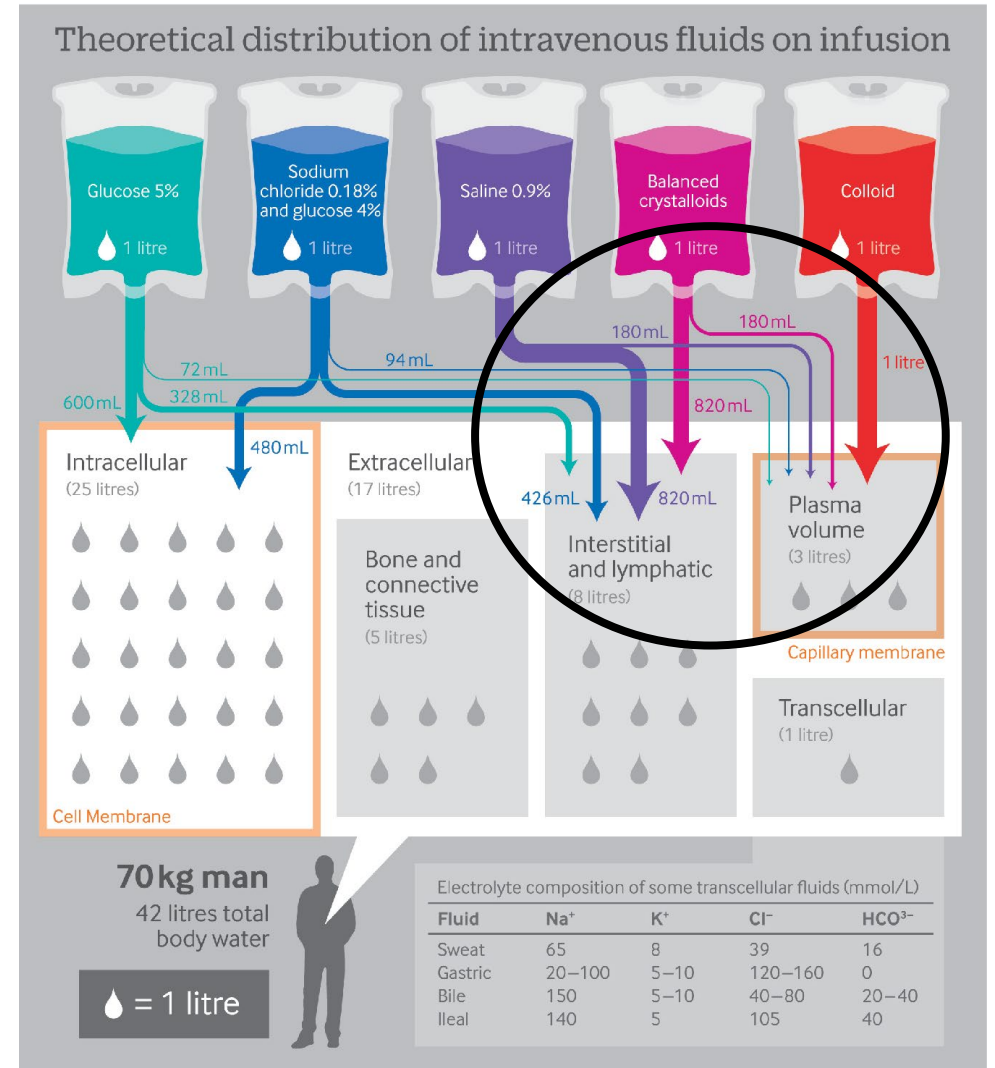 Theoretical distribution of intravenous fluids on infusion
Glucose 5%
1 litre
Sodium
chloride 0.18%
and glucose 4%
1 litre
Saline 0.9%
1 litre
Balanced
crystalloids
1 litre
Colloid
1 litre
180 mL
180 mL
72 mL
94 mL
1 litre
600 mL
328 mL
820 mL
480 mL
426 mL
820 mL
Intracellular
(25 litres)
Cell Membrane
Extracellular
(17 litres)
Bone and
connective
tissue
(5 litres)
Interstitial
and lymphatic
(8 litres)
Plasma
volume
(3 litres)
Capillary membrane
Transcellular
(1 litre)
70 kg man
42 litres total
body water
= 1 litre
Electrolyte composition of some transcellular fluids (mmol/L)
Fluid Na⁺ K⁺ Cl⁻ HCO³⁻
Sweat 65 8 39 16
Gastric 20–100 5–10 120–160 0
Bile 150 5–10 40–80 20–40
Ileal 140 5 105 40